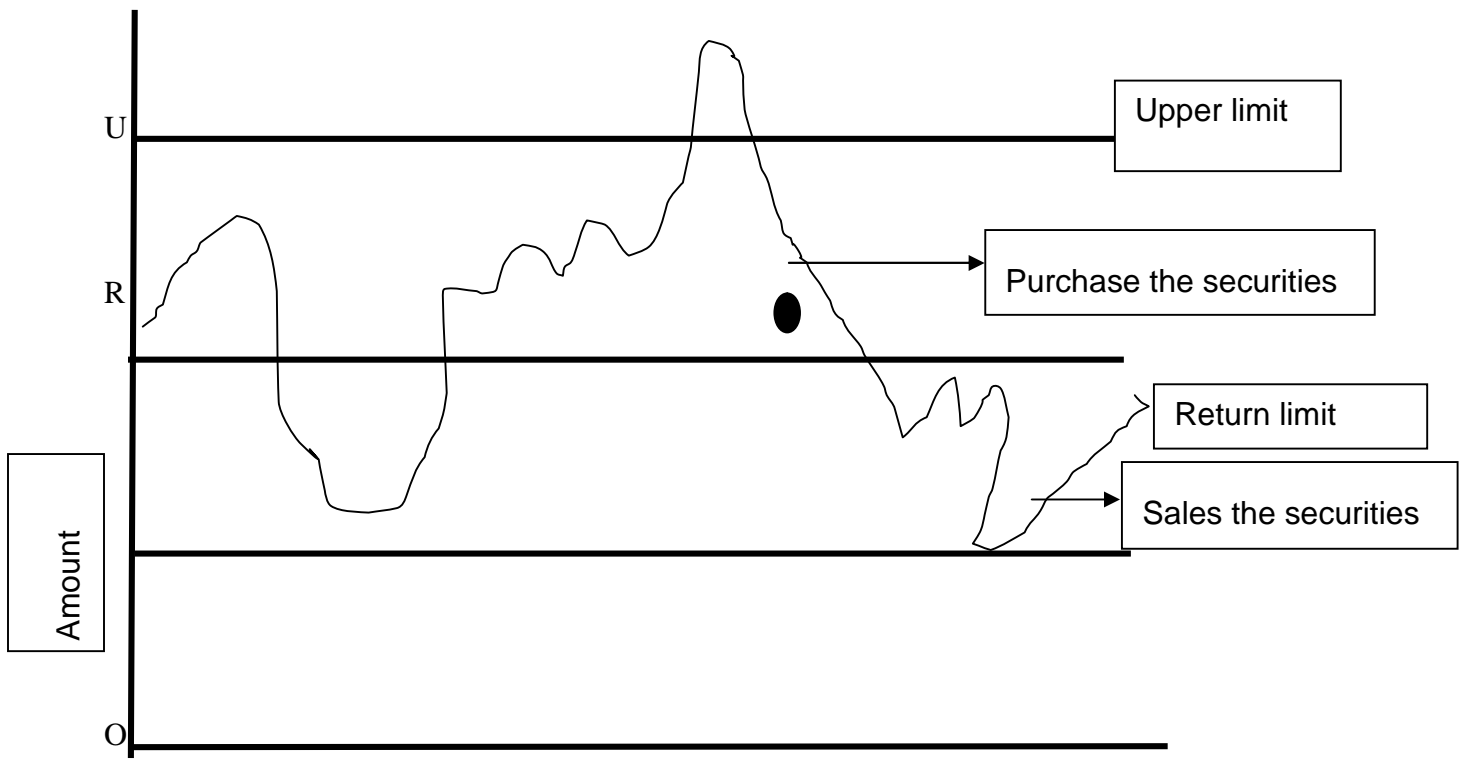 U
Upper limit
Purchase the securities
R
Return limit
Sales the securities
Amount
O